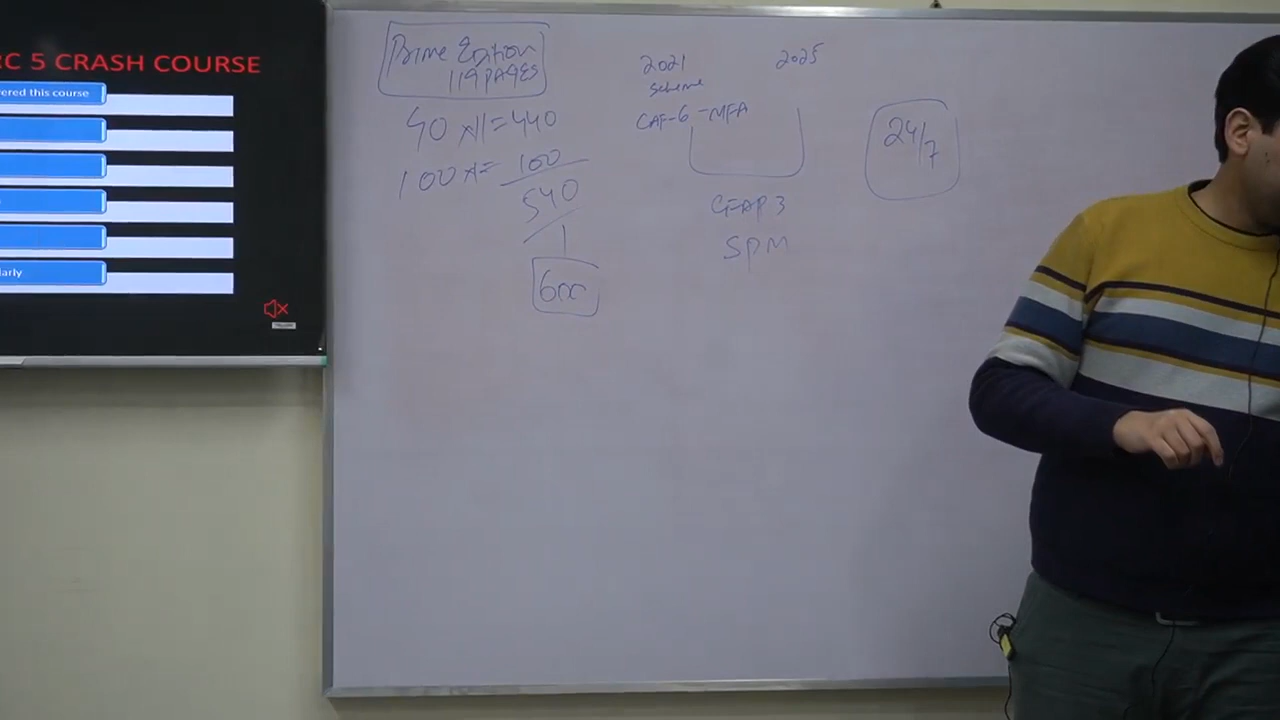 RC 5 CRASH COURSE
ered this course
arly
Prime Edition
119 PAGES
40 x 11 = 440
100 x 1 = 100
540
600
2021
scheme
CAF-6 -MFA
2025
CFAP 3
SPM
24/7